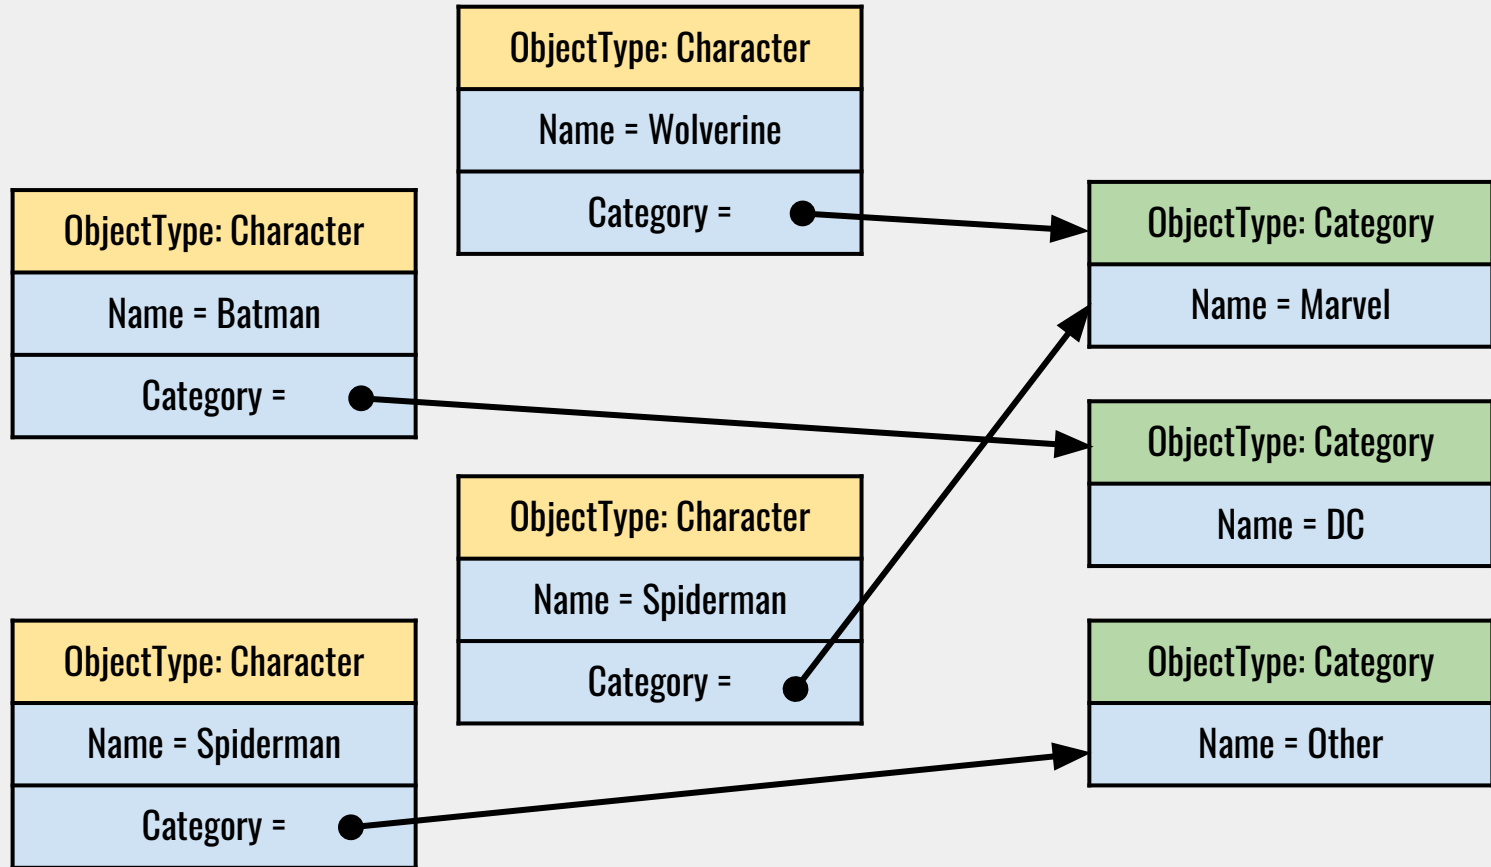 ObjectType: Character
Name = Wolverine
Category =
ObjectType: Character
Name = Batman
Category =
ObjectType: Category
Name = Marvel
ObjectType: Category
Name = DC
ObjectType: Character
Name = Spiderman
Category =
ObjectType: Character
Name = Spiderman
Category =
ObjectType: Category
Name = Other